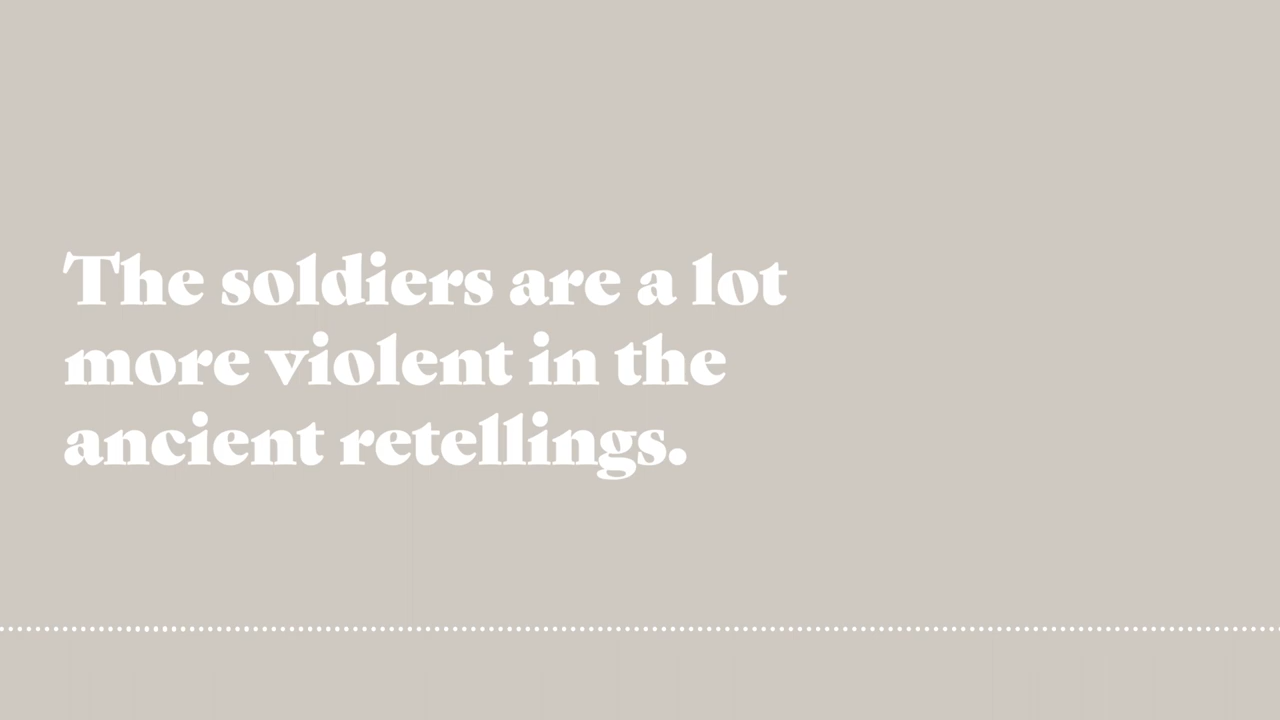 The soldiers are a lot
more violent in the
ancient retellings.